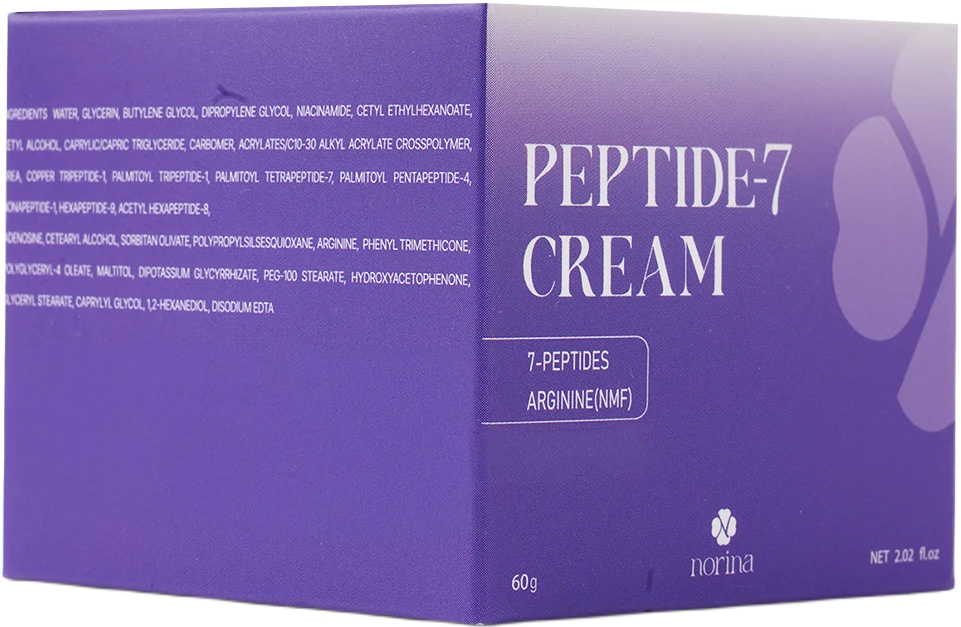 NGREDIENTS WATER, GLYCERIN, BUTYLENE GLYCOL, DIPROPYLENE GLYCOL, NIACINAMIDE, CETYL ETHYLHEXANOATE,
ETYL ALCOHOL, CAPRYLIC/CAPRIC TRIGLYCERIDE, CARBOMER, ACRYLATES/C10-30 ALKYL ACRYLATE CROSSPOLYMER,
REA, COPPER TRIPEPTIDE-1, PALMITOYL TRIPEPTIDE-1, PALMITOYL TETRAPEPTIDE-7, PALMITOYL PENTAPEPTIDE-4,
ONAPEPTIDE-1, HEXAPEPTIDE-9, ACETYL HEXAPEPTIDE-8,
ADENOSINE, CETEARYL ALCOHOL, SORBITAN OLIVATE, POLYPROPYLSILSESQUIOXANE, ARGININE, PHENYL TRIMETHICONE,
POLYGLYCERYL-4 OLEATE, MALTITOL, DIPOTASSIUM GLYCYRRHIZATE, PEG-100 STEARATE, HYDROXYACETOPHENONE,
GLYCERYL STEARATE, CAPRYLYL GLYCOL, 1,2-HEXANEDIOL, DISODIUM EDTA
PEPTIDE-7
CREAM
7-PEPTIDES
ARGININE(NMF)
norina
60g
NET 2.02 fl.oz